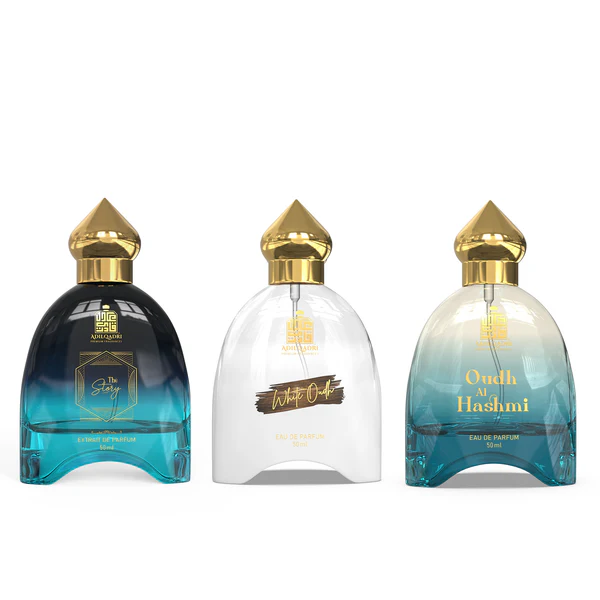 ADILQADRI
The
Story
EXTRAIT DE PARFUM
50ml
ADILQADRI
White Oudh
EAU DE PARFUM
50ml
Oudh
Al
Hashmi
EAU DE PARFUM
50ml